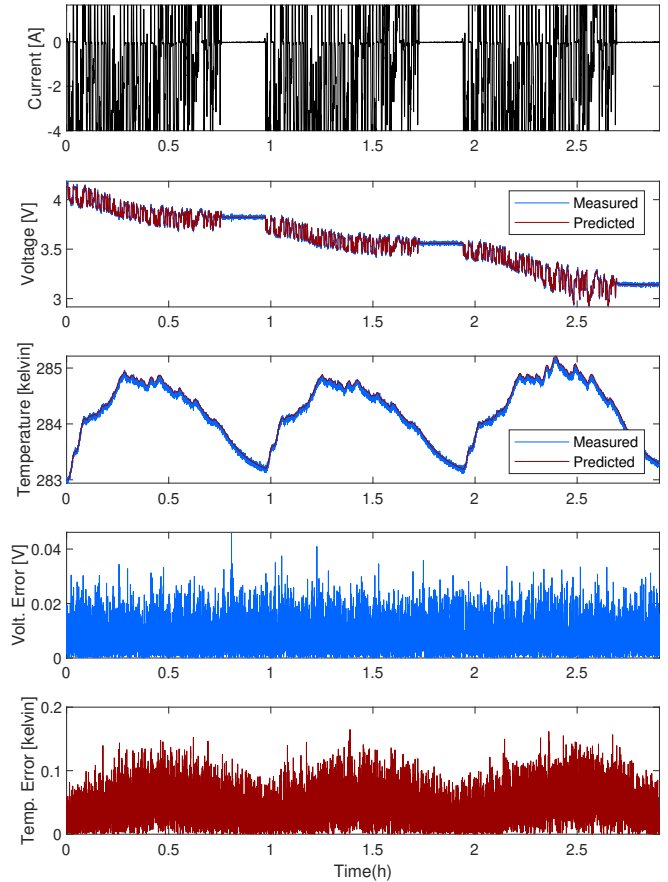 Current [A]
0
-2
-4
0 0.5 1 1.5 2 2.5
Voltage [V]
4
3.5
3
Measured
Predicted
0 0.5 1 1.5 2 2.5
Temperature [kelvin]
285
284
283
Measured
Predicted
0 0.5 1 1.5 2 2.5
Volt. Error [V]
0.04
0.02
0
0 0.5 1 1.5 2 2.5
Temp. Error [kelvin]
0.2
0.1
0
0 0.5 1 1.5 2 2.5
Time(h)